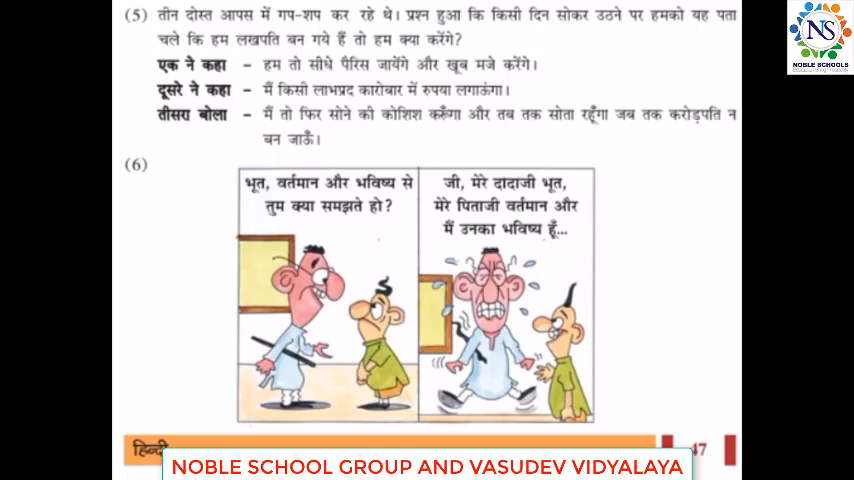 (5) तीन दोस्त आपस में गप-शप कर रहे थे। प्रश्न हुआ कि किसी दिन सोकर उठने पर हमको यह पता
चले कि हम लखपति बन गये हैं तो हम क्या करेंगे?
एक ने कहा - हम तो सीधे पैरिस जायेंगे और खूब मजे करेंगे।
दूसरे ने कहा - मैं किसी लाभप्रद कारोबार में रुपया लगाऊंगा।
तीसरा बोला - मैं तो फिर सोने की कोशिश करूँगा और तब तक सोता रहूँगा जब तक करोड़पति न
बन जाऊँ।
(6)
भूत, वर्तमान और भविष्य से
तुम क्या समझते हो?
जी, मेरे दादाजी भूत,
मेरे पिताजी वर्तमान और
मैं उनका भविष्य हूँ...
हिन्दी
47
NOBLE SCHOOL GROUP AND VASUDEV VIDYALAYA
NS
NOBLE SCHOOLS